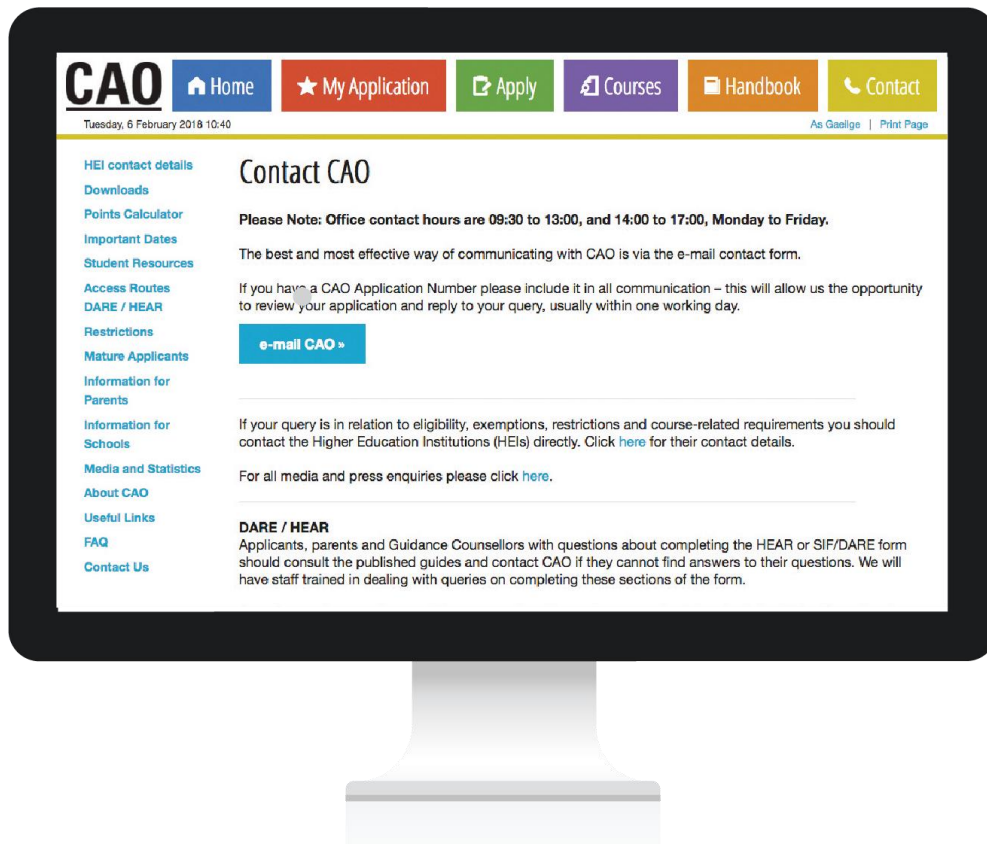 CAO Home My Application Apply Courses Handbook Contact
Tuesday, 6 February 2018 10:40
As Gaeilge | Print Page
HEI contact details
Downloads
Points Calculator
Important Dates
Student Resources
Access Routes
DARE / HEAR
Restrictions
Mature Applicants
Information for
Parents
Information for
Schools
Media and Statistics
About CAO
Useful Links
FAQ
Contact Us
Contact CAO
Please Note: Office contact hours are 09:30 to 13:00, and 14:00 to 17:00, Monday to Friday.
The best and most effective way of communicating with CAO is via the e-mail contact form.
If you have a CAO Application Number please include it in all communication – this will allow us the opportunity
to review your application and reply to your query, usually within one working day.
e-mail CAO »
If your query is in relation to eligibility, exemptions, restrictions and course-related requirements you should
contact the Higher Education Institutions (HEIs) directly. Click here for their contact details.
For all media and press enquiries please click here.
DARE / HEAR
Applicants, parents and Guidance Counsellors with questions about completing the HEAR or SIF/DARE form
should consult the published guides and contact CAO if they cannot find answers to their questions. We will
have staff trained in dealing with queries on completing these sections of the form.